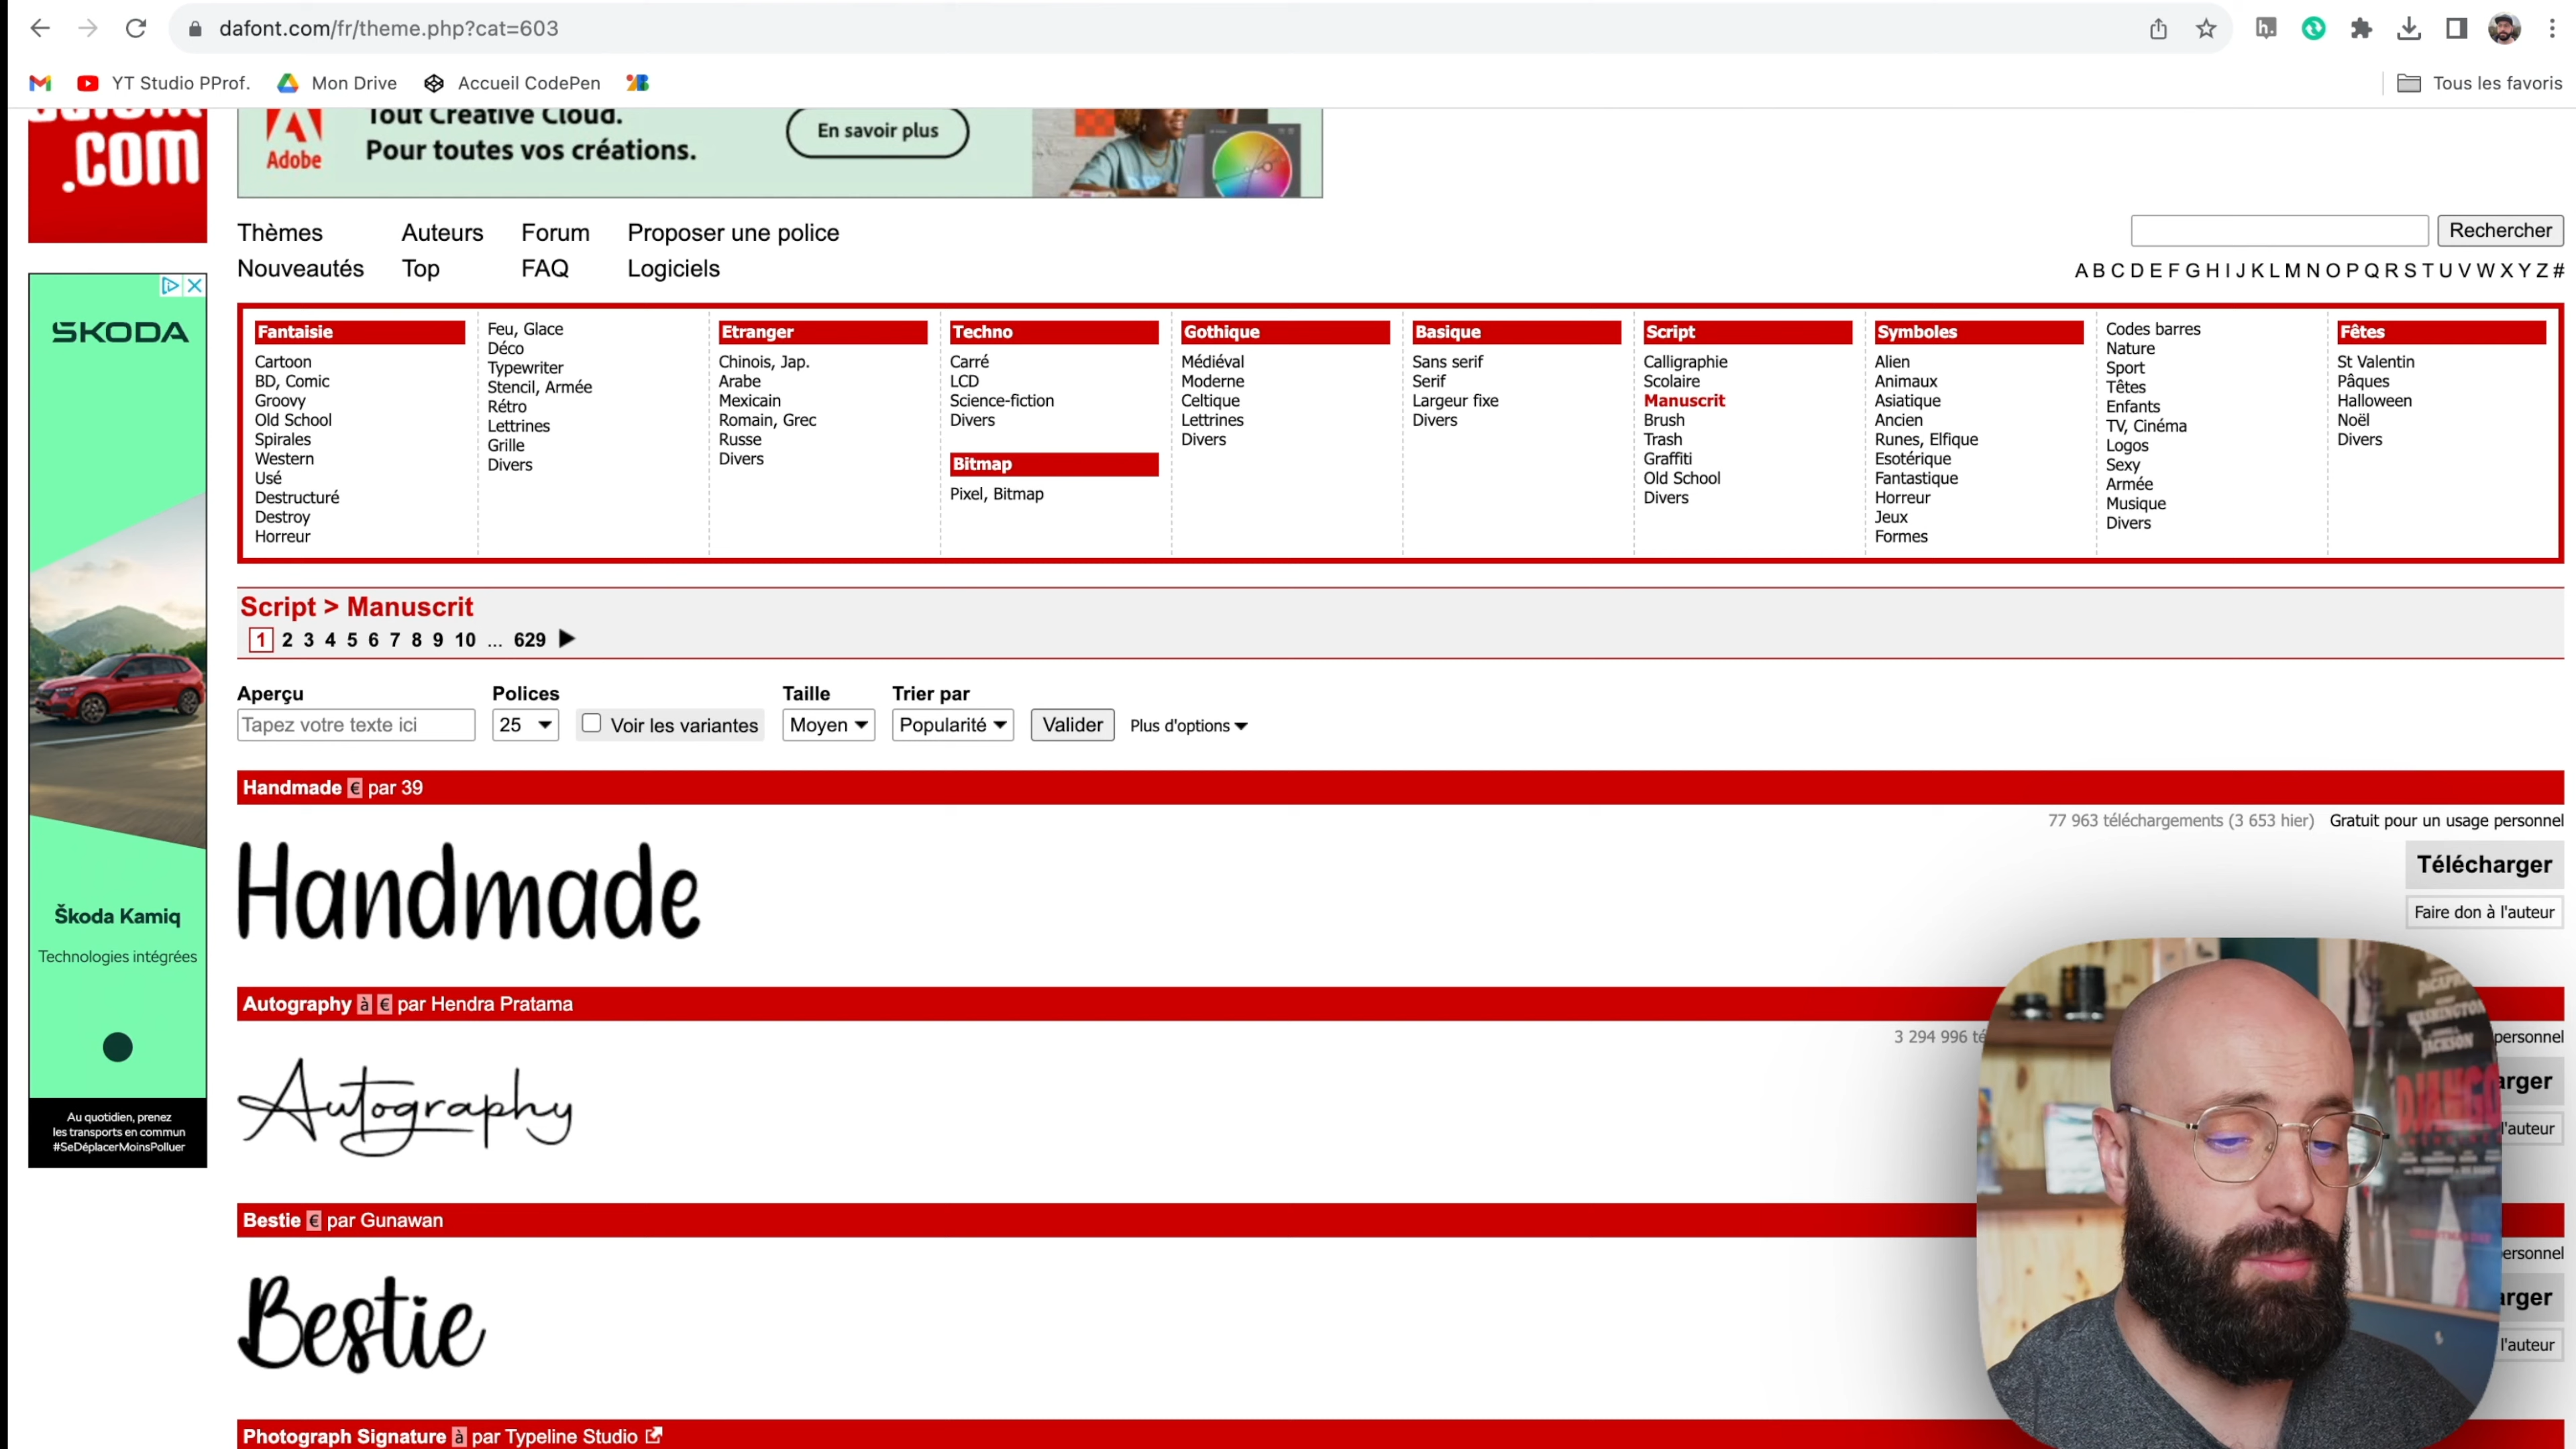 dafont.com/fr/theme.php?cat=603
YT Studio PProf.
Mon Drive
Accueil CodePen
Tous les favoris
.com
Adobe
Tout Creative Cloud.
Pour toutes vos créations.
En savoir plus
Thèmes Auteurs Forum Proposer une police
Nouveautés Top FAQ Logiciels
Rechercher
A B C D E F G H I J K L M N O P Q R S T U V W X Y Z #
Fantaisie
Cartoon
BD, Comic
Groovy
Old School
Spirales
Western
Usé
Destructuré
Destroy
Horreur
Feu, Glace
Déco
Typewriter
Stencil, Armée
Rétro
Lettrines
Grille
Divers
Etranger
Chinois, Jap.
Arabe
Mexicain
Romain, Grec
Russe
Divers
Techno
Carré
LCD
Science-fiction
Divers
Bitmap
Pixel, Bitmap
Gothique
Médiéval
Moderne
Celtique
Lettrines
Divers
Basique
Sans serif
Serif
Largeur fixe
Divers
Script
Calligraphie
Scolaire
Manuscrit
Brush
Trash
Graffiti
Old School
Divers
Symboles
Alien
Animaux
Asiatique
Ancien
Runes, Elfique
Esotérique
Fantastique
Horreur
Jeux
Formes
Codes barres
Nature
Sport
Têtes
Enfants
TV, Cinéma
Logos
Sexy
Armée
Musique
Divers
Fêtes
St Valentin
Pâques
Halloween
Noël
Divers
Script > Manuscrit
1 2 3 4 5 6 7 8 9 10 ... 629
Aperçu Polices Taille Trier par
Tapez votre texte ici 25 Voir les variantes Moyen Popularité Valider Plus d'options
Handmade € par 39
77 963 téléchargements (3 653 hier) Gratuit pour un usage personnel
Handmade
Télécharger
Faire don à l'auteur
Autography à € par Hendra Pratama
3 294 996 té
personnel
Autography
arger
l'auteur
Bestie € par Gunawan
ersonnel
Bestie
arger
l'auteur
Photograph Signature à par Typeline Studio
SKODA
Škoda Kamiq
Technologies intégrées
Au quotidien, prenez
les transports en commun
#SeDéplacerMoinsPolluer
DICAPRIO
WASHINGTON
JACKSON
DJANGO